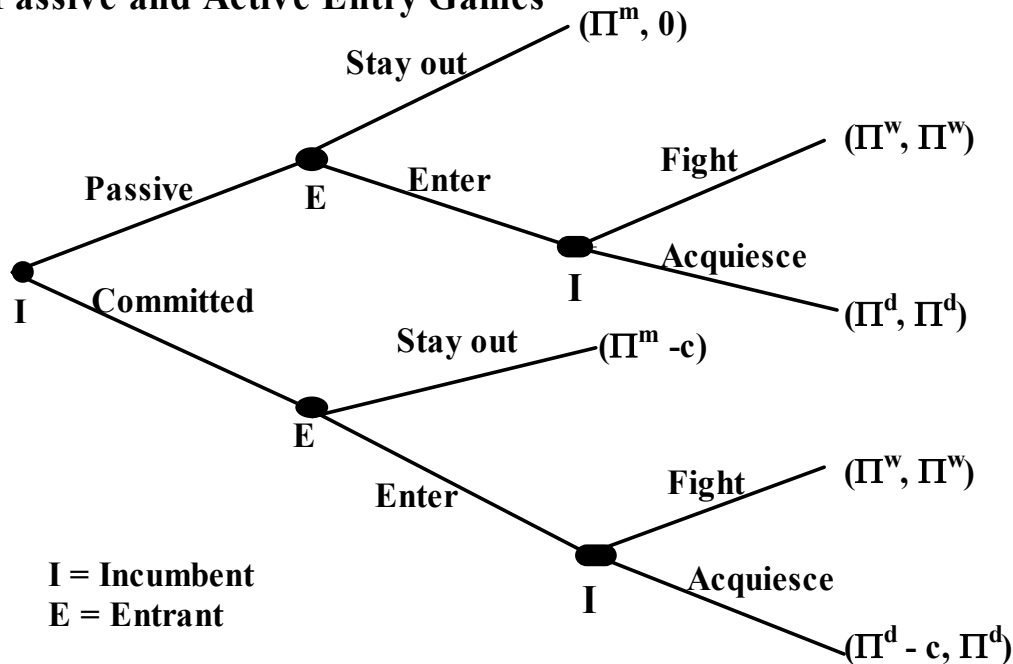 Passive and Active Entry Games
(Πᵐ, 0)
Stay out
Fight
(Πʷ, Πʷ)
Passive
Enter
E
Acquiesce
I
(Πᵈ, Πᵈ)
I
Committed
Stay out
(Πᵐ -c)
E
Enter
Fight
(Πʷ, Πʷ)
I = Incumbent
E = Entrant
Acquiesce
I
(Πᵈ - c, Πᵈ)